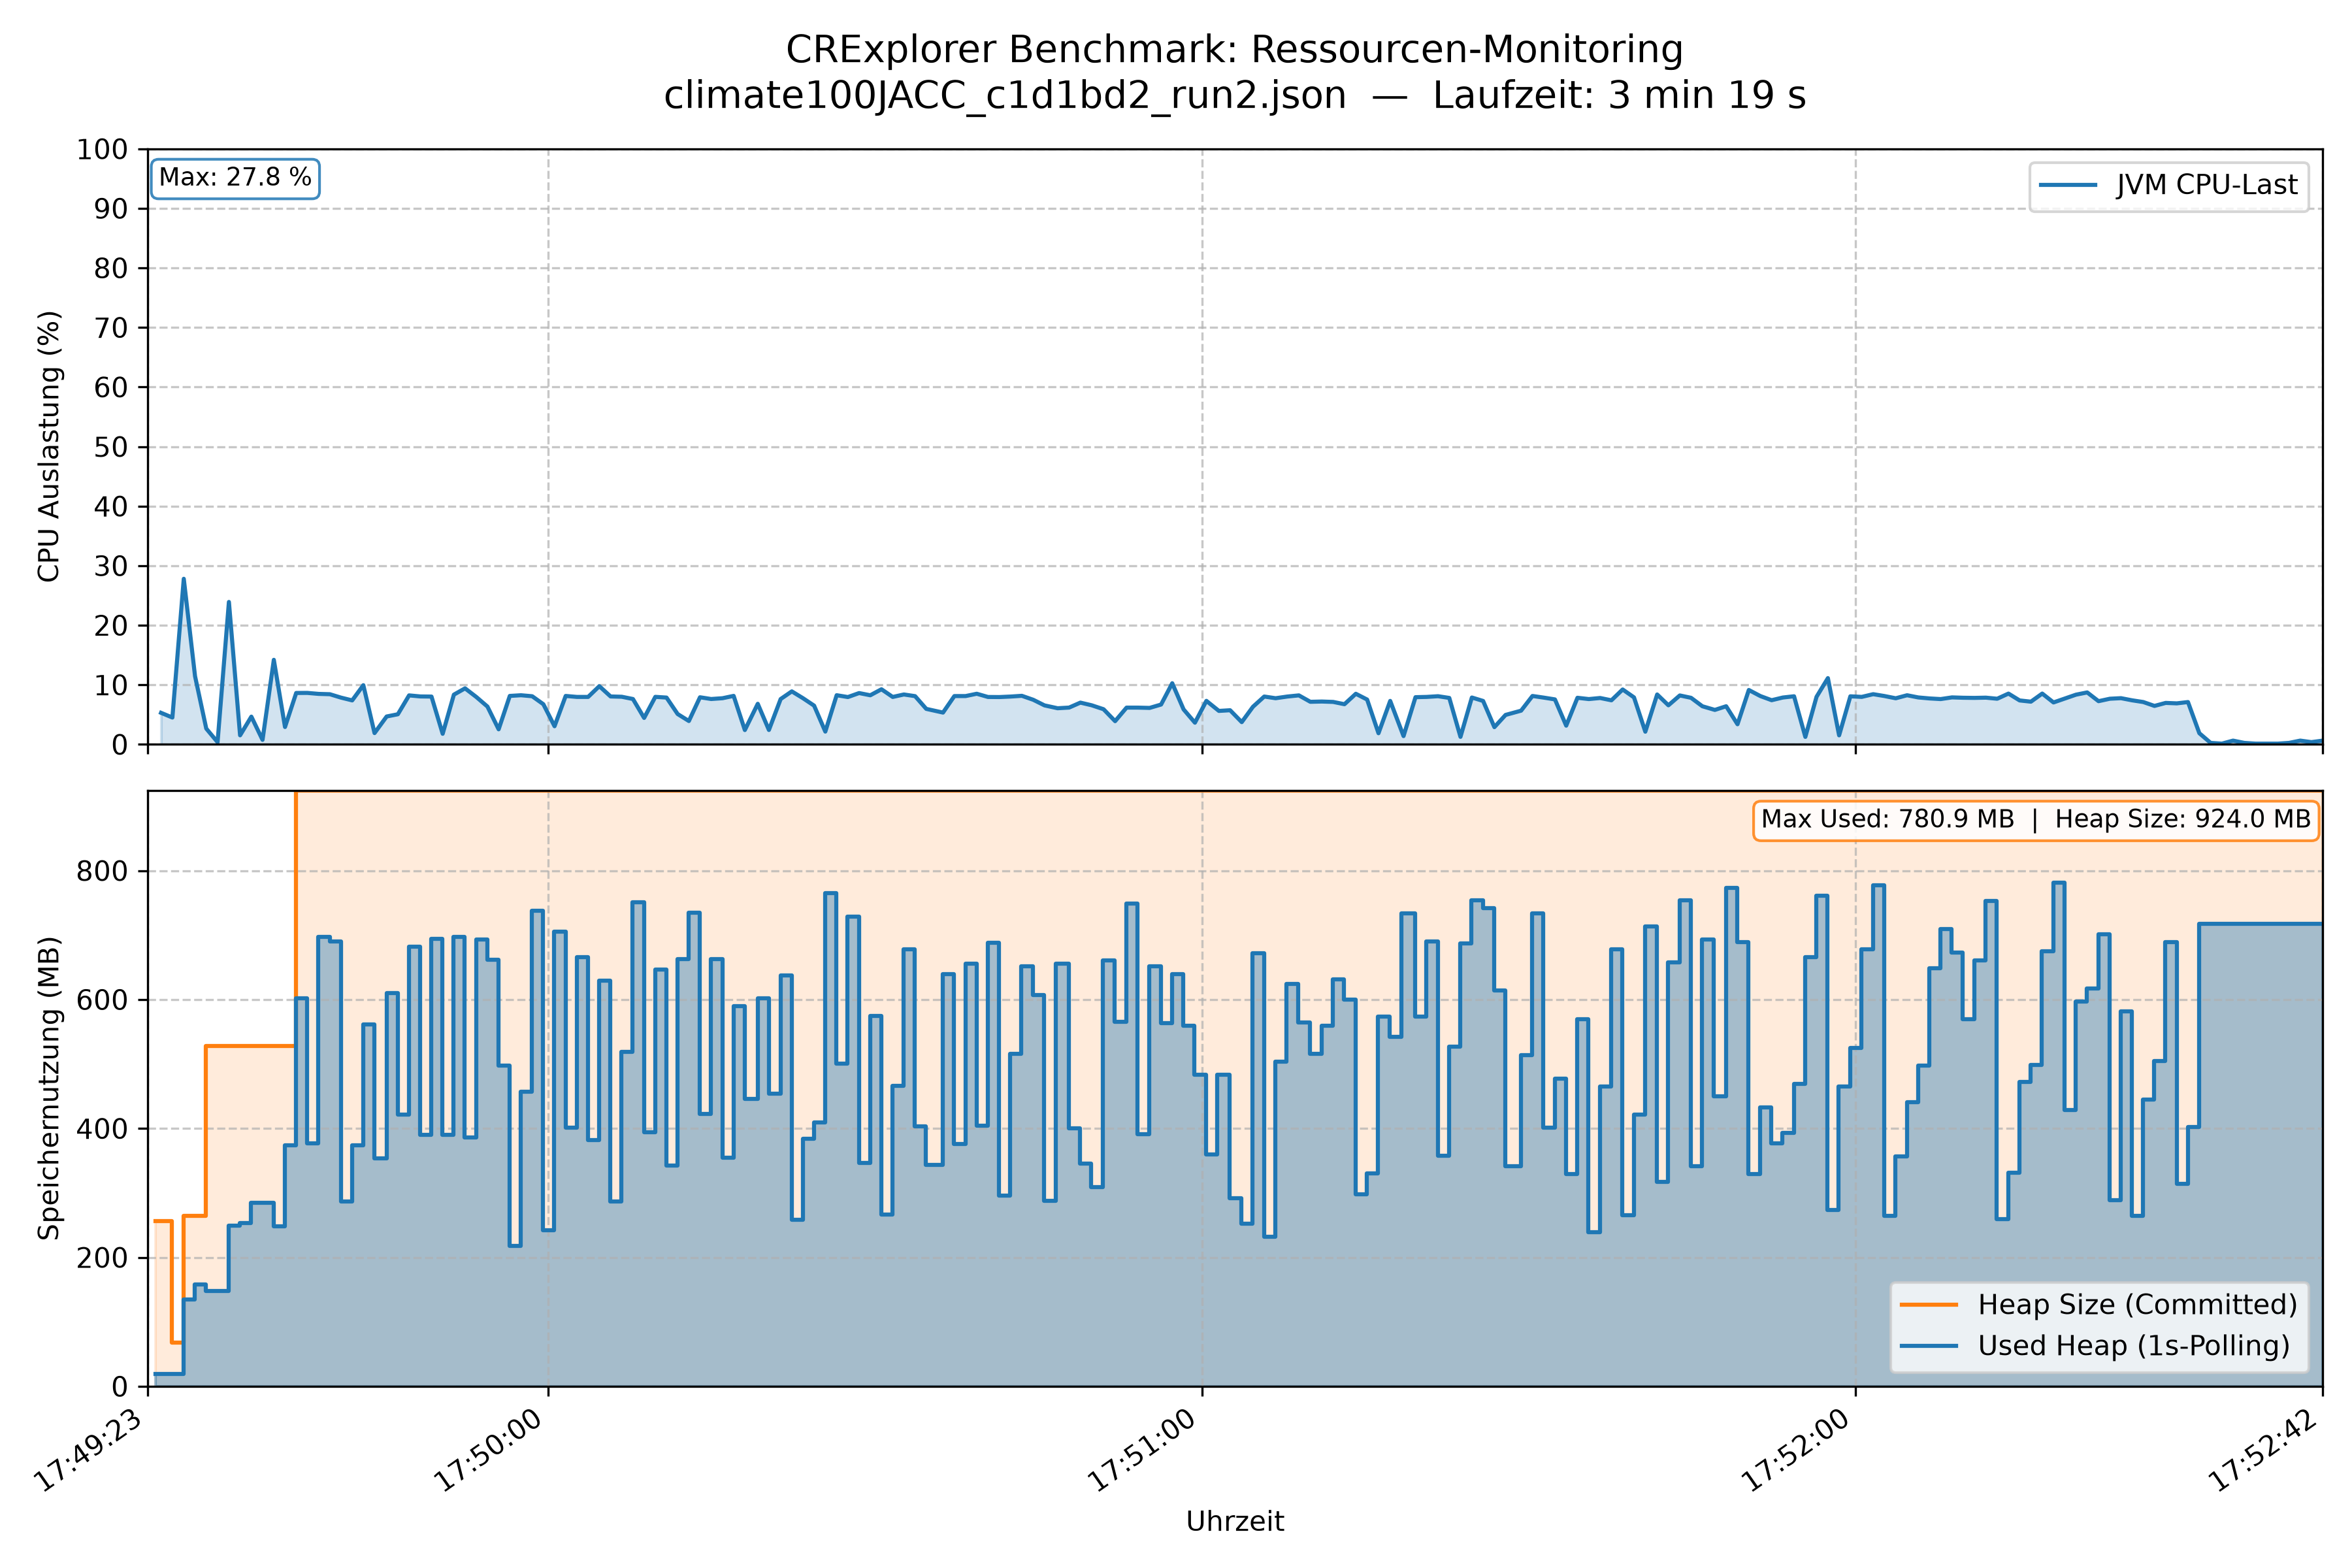 CRExplorer Benchmark: Ressourcen-Monitoring
climate100JACC_c1d1bd2_run2.json — Laufzeit: 3 min 19 s
100
90
80
70
60
50
40
30
20
10
0
CPU Auslastung (%)
Max: 27.8 %
JVM CPU-Last
800
600
400
200
0
Speichernutzung (MB)
Max Used: 780.9 MB | Heap Size: 924.0 MB
Heap Size (Committed)
Used Heap (1s-Polling)
17:49:23
17:50:00
17:51:00
17:52:00
17:52:42
Uhrzeit